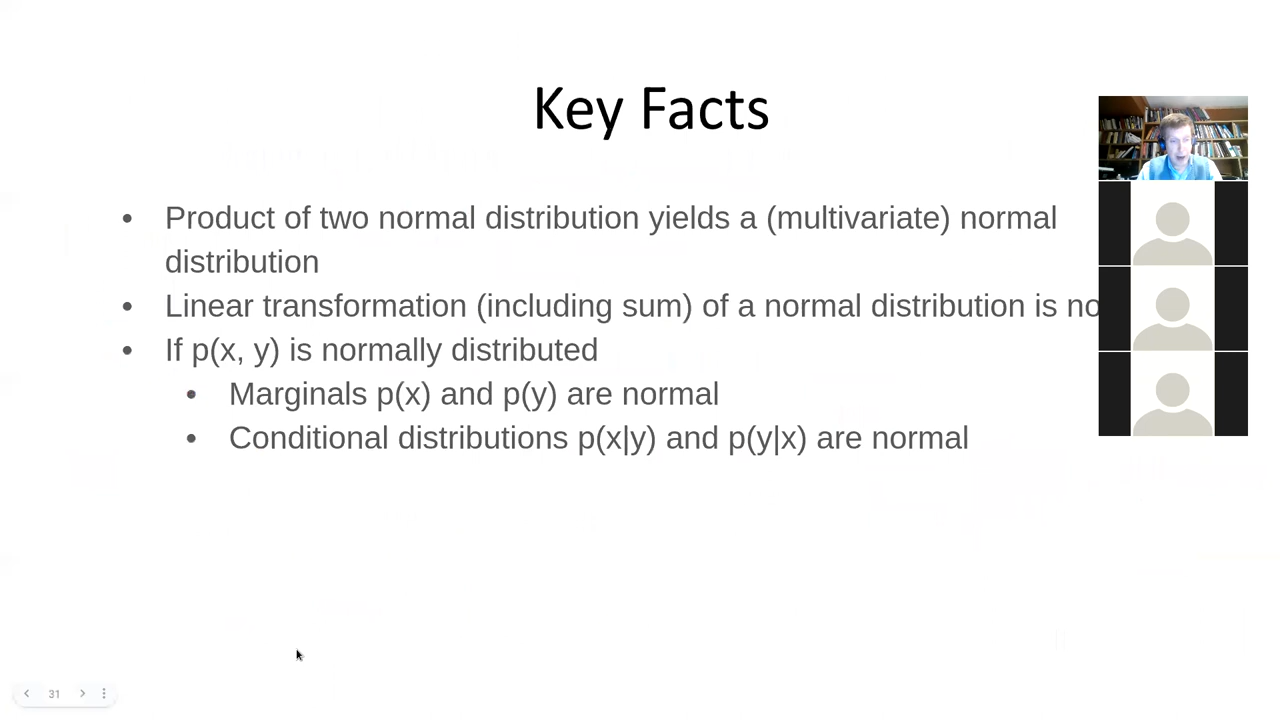 Key Facts
• Product of two normal distribution yields a (multivariate) normal
distribution
• Linear transformation (including sum) of a normal distribution is no
• If p(x, y) is normally distributed
• Marginals p(x) and p(y) are normal
• Conditional distributions p(x|y) and p(y|x) are normal
31